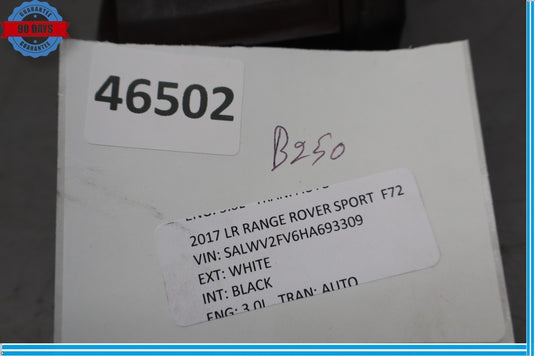 GUARANTEE
90 DAYS
GUARANTEE
46502
B250
2017 LR RANGE ROVER SPORT F72
VIN: SALWV2FV6HA693309
EXT: WHITE
INT: BLACK
ENG: 3.0L TRAN: AUTO